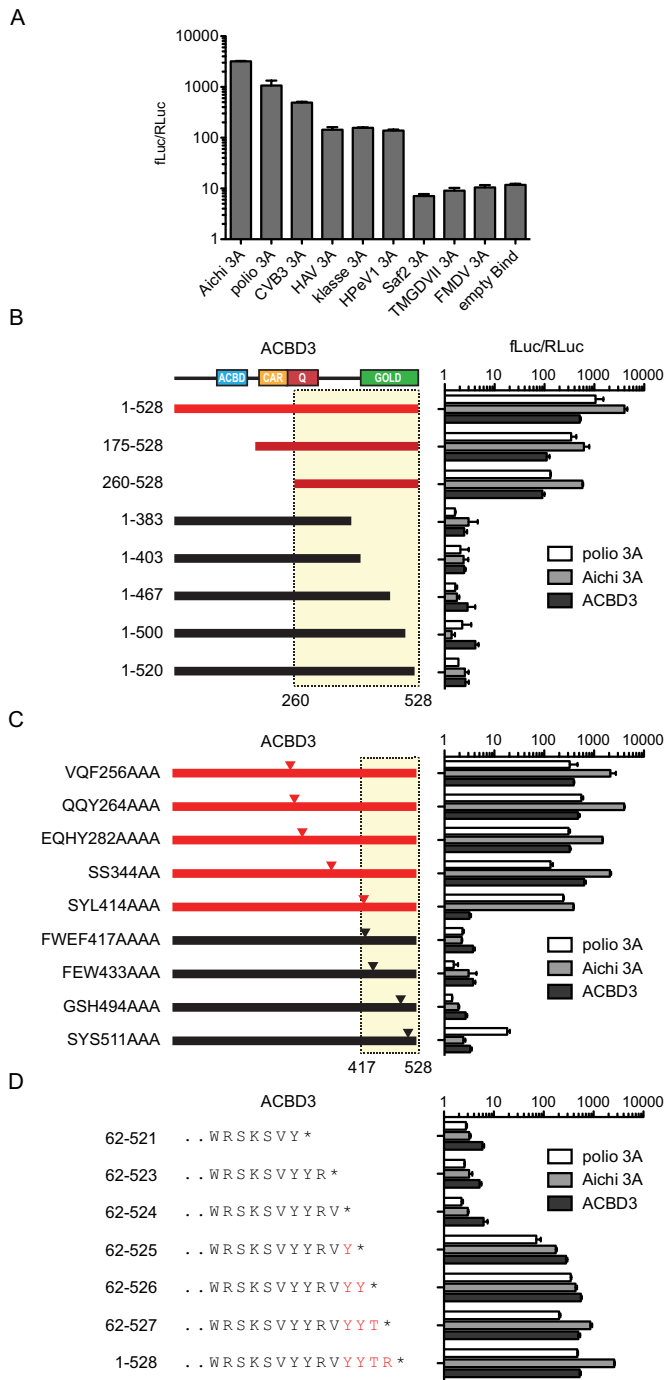 A
10000
1000
100
10
1
fLuc/RLuc
Aichi 3A
polio 3A
CVB3 3A
HAV 3A
klasse 3A
HPeV1 3A
Saf2 3A
TMGDVII 3A
FMDV 3A
empty Bind
B
ACBD3
fLuc/RLuc
ACBD CAR Q GOLD
1 10 100 1000 10000
1-528
175-528
260-528
1-383
1-403
1-467
1-500
1-520
polio 3A
Aichi 3A
ACBD3
260 528
C
ACBD3
1 10 100 1000 10000
VQF256AAA
QQY264AAA
EQHY282AAAA
SS344AA
SYL414AAA
FWEF417AAAA
FEW433AAA
GSH494AAA
SYS511AAA
polio 3A
Aichi 3A
ACBD3
417 528
D
ACBD3
1 10 100 1000 10000
62-521 ..WRSKSVY*
62-523 ..WRSKSVYYR*
62-524 ..WRSKSVYYRV*
62-525 ..WRSKSVYYRVY*
62-526 ..WRSKSVYYRVYY*
62-527 ..WRSKSVYYRVYYT*
1-528 ..WRSKSVYYRVYYTR*
polio 3A
Aichi 3A
ACBD3